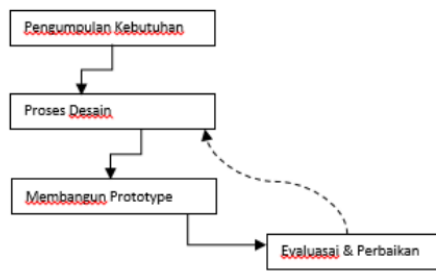 Pengumpulan Kebutuhan
Proses Desain
Membangun Prototype
Evaluasai & Perbaikan